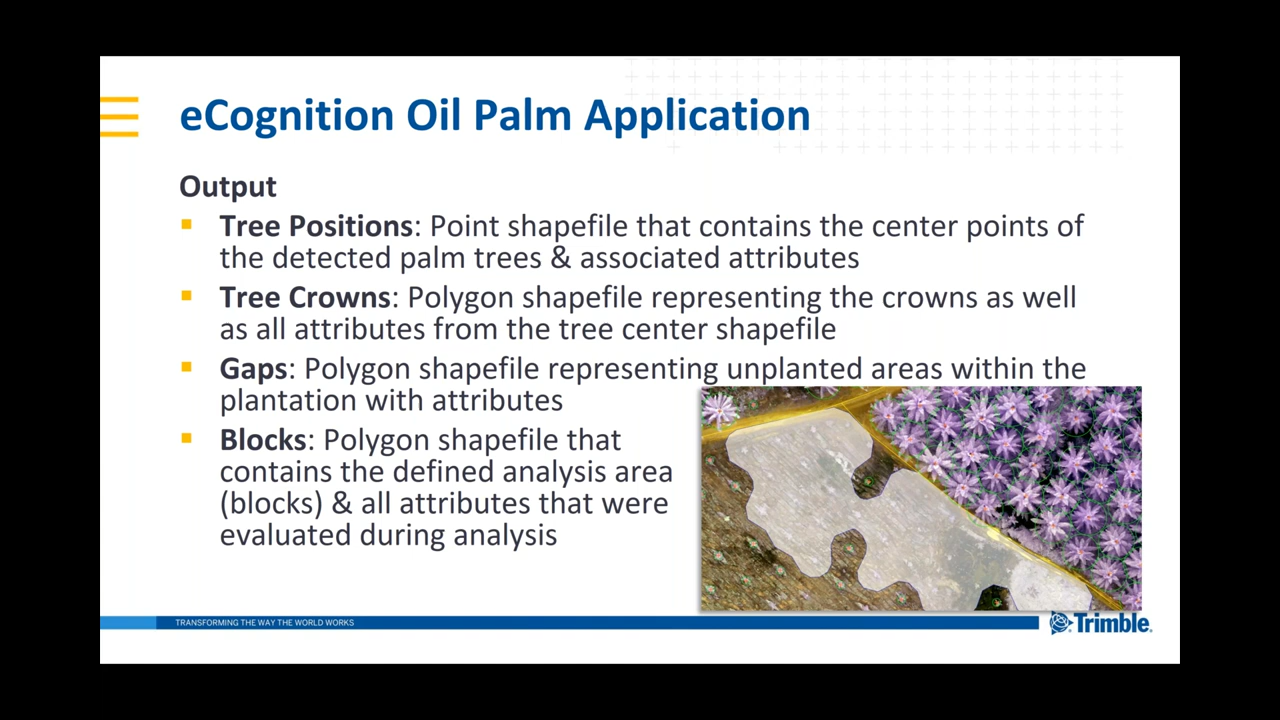 eCognition Oil Palm Application
Output
Tree Positions: Point shapefile that contains the center points of
the detected palm trees & associated attributes
Tree Crowns: Polygon shapefile representing the crowns as well
as all attributes from the tree center shapefile
Gaps: Polygon shapefile representing unplanted areas within the
plantation with attributes
Blocks: Polygon shapefile that
contains the defined analysis area
(blocks) & all attributes that were
evaluated during analysis
TRANSFORMING THE WAY THE WORLD WORKS
Trimble